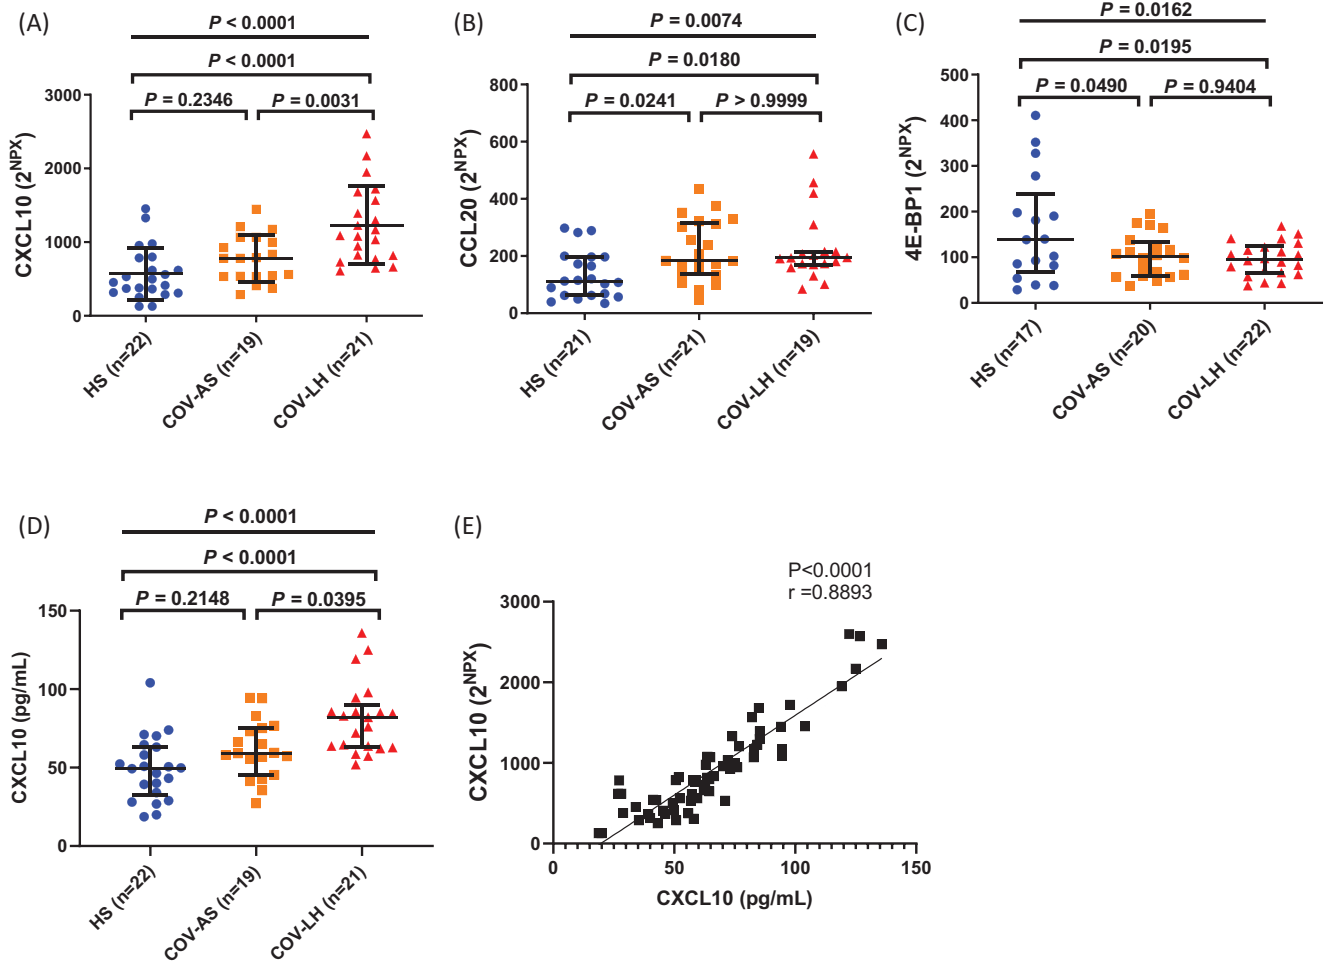 (A)
P < 0.0001
P < 0.0001
P = 0.2346
P = 0.0031
CXCL10 (2^NPX)
3000
2000
1000
0
HS (n=22)
COV-AS (n=19)
COV-LH (n=21)
(B)
P = 0.0074
P = 0.0180
P = 0.0241
P > 0.9999
CCL20 (2^NPX)
800
600
400
200
0
HS (n=21)
COV-AS (n=21)
COV-LH (n=19)
(C)
P = 0.0162
P = 0.0195
P = 0.0490
P = 0.9404
4E-BP1 (2^NPX)
500
400
300
200
100
0
HS (n=17)
COV-AS (n=20)
COV-LH (n=22)
(D)
P < 0.0001
P < 0.0001
P = 0.2148
P = 0.0395
CXCL10 (pg/mL)
150
100
50
0
HS (n=22)
COV-AS (n=19)
COV-LH (n=21)
(E)
P<0.0001
r =0.8893
CXCL10 (2^NPX)
3000
2000
1000
0
0
50
100
150
CXCL10 (pg/mL)